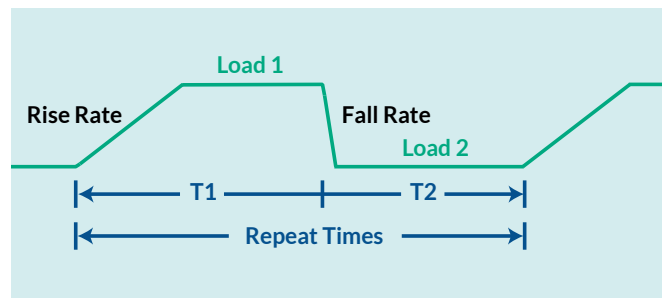 Load 1
Rise Rate
Fall Rate
Load 2
T1
T2
Repeat Times